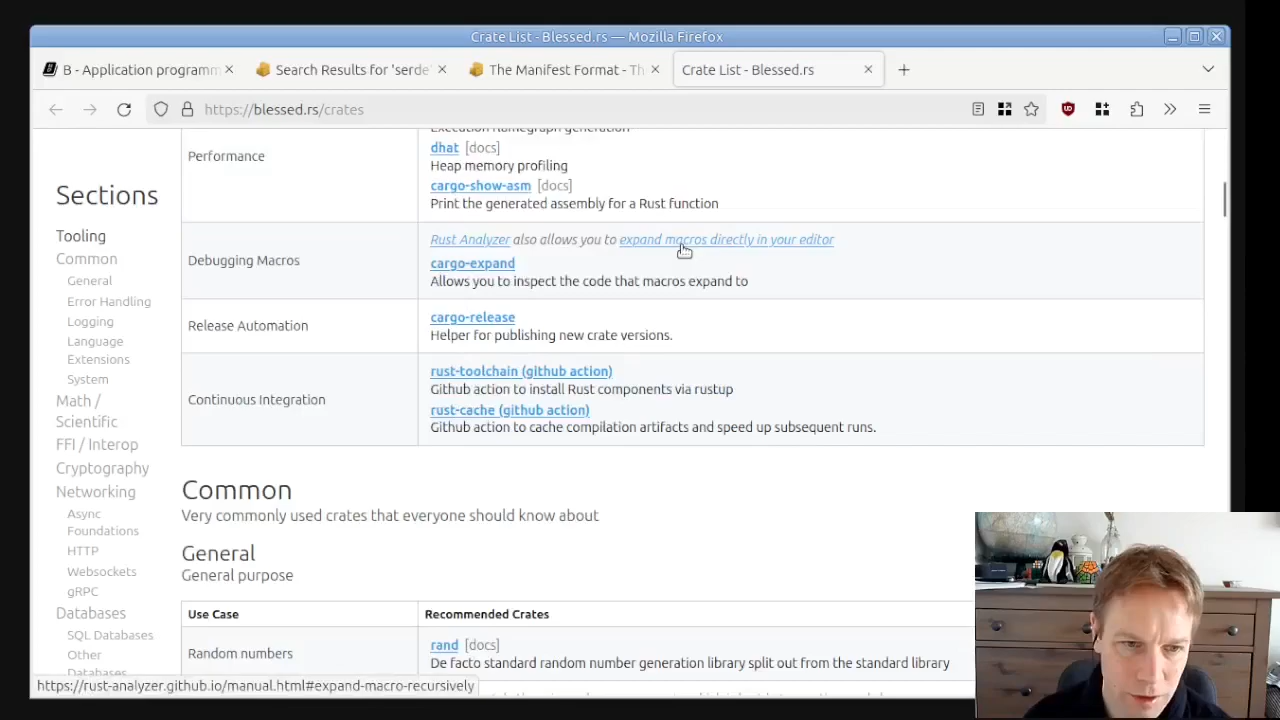 Crate List - Blessed.rs — Mozilla Firefox
B - Application programm
Search Results for 'serde'
The Manifest Format - Th
Crate List - Blessed.rs
https://blessed.rs/crates
Sections
Tooling
Common
General
Error Handling
Logging
Language
Extensions
System
Math /
Scientific
FFI / Interop
Cryptography
Networking
Async
Foundations
HTTP
Websockets
gRPC
Databases
SQL Databases
Other
Databases
Execution flamegraph generation
Performance
dhat [docs]
Heap memory profiling
cargo-show-asm [docs]
Print the generated assembly for a Rust function
Debugging Macros
Rust Analyzer also allows you to expand macros directly in your editor
cargo-expand
Allows you to inspect the code that macros expand to
Release Automation
cargo-release
Helper for publishing new crate versions.
Continuous Integration
rust-toolchain (github action)
Github action to install Rust components via rustup
rust-cache (github action)
Github action to cache compilation artifacts and speed up subsequent runs.
Common
Very commonly used crates that everyone should know about
General
General purpose
Use Case
Recommended Crates
Random numbers
rand [docs]
De facto standard random number generation library split out from the standard library
https://rust-analyzer.github.io/manual.html#expand-macro-recursively